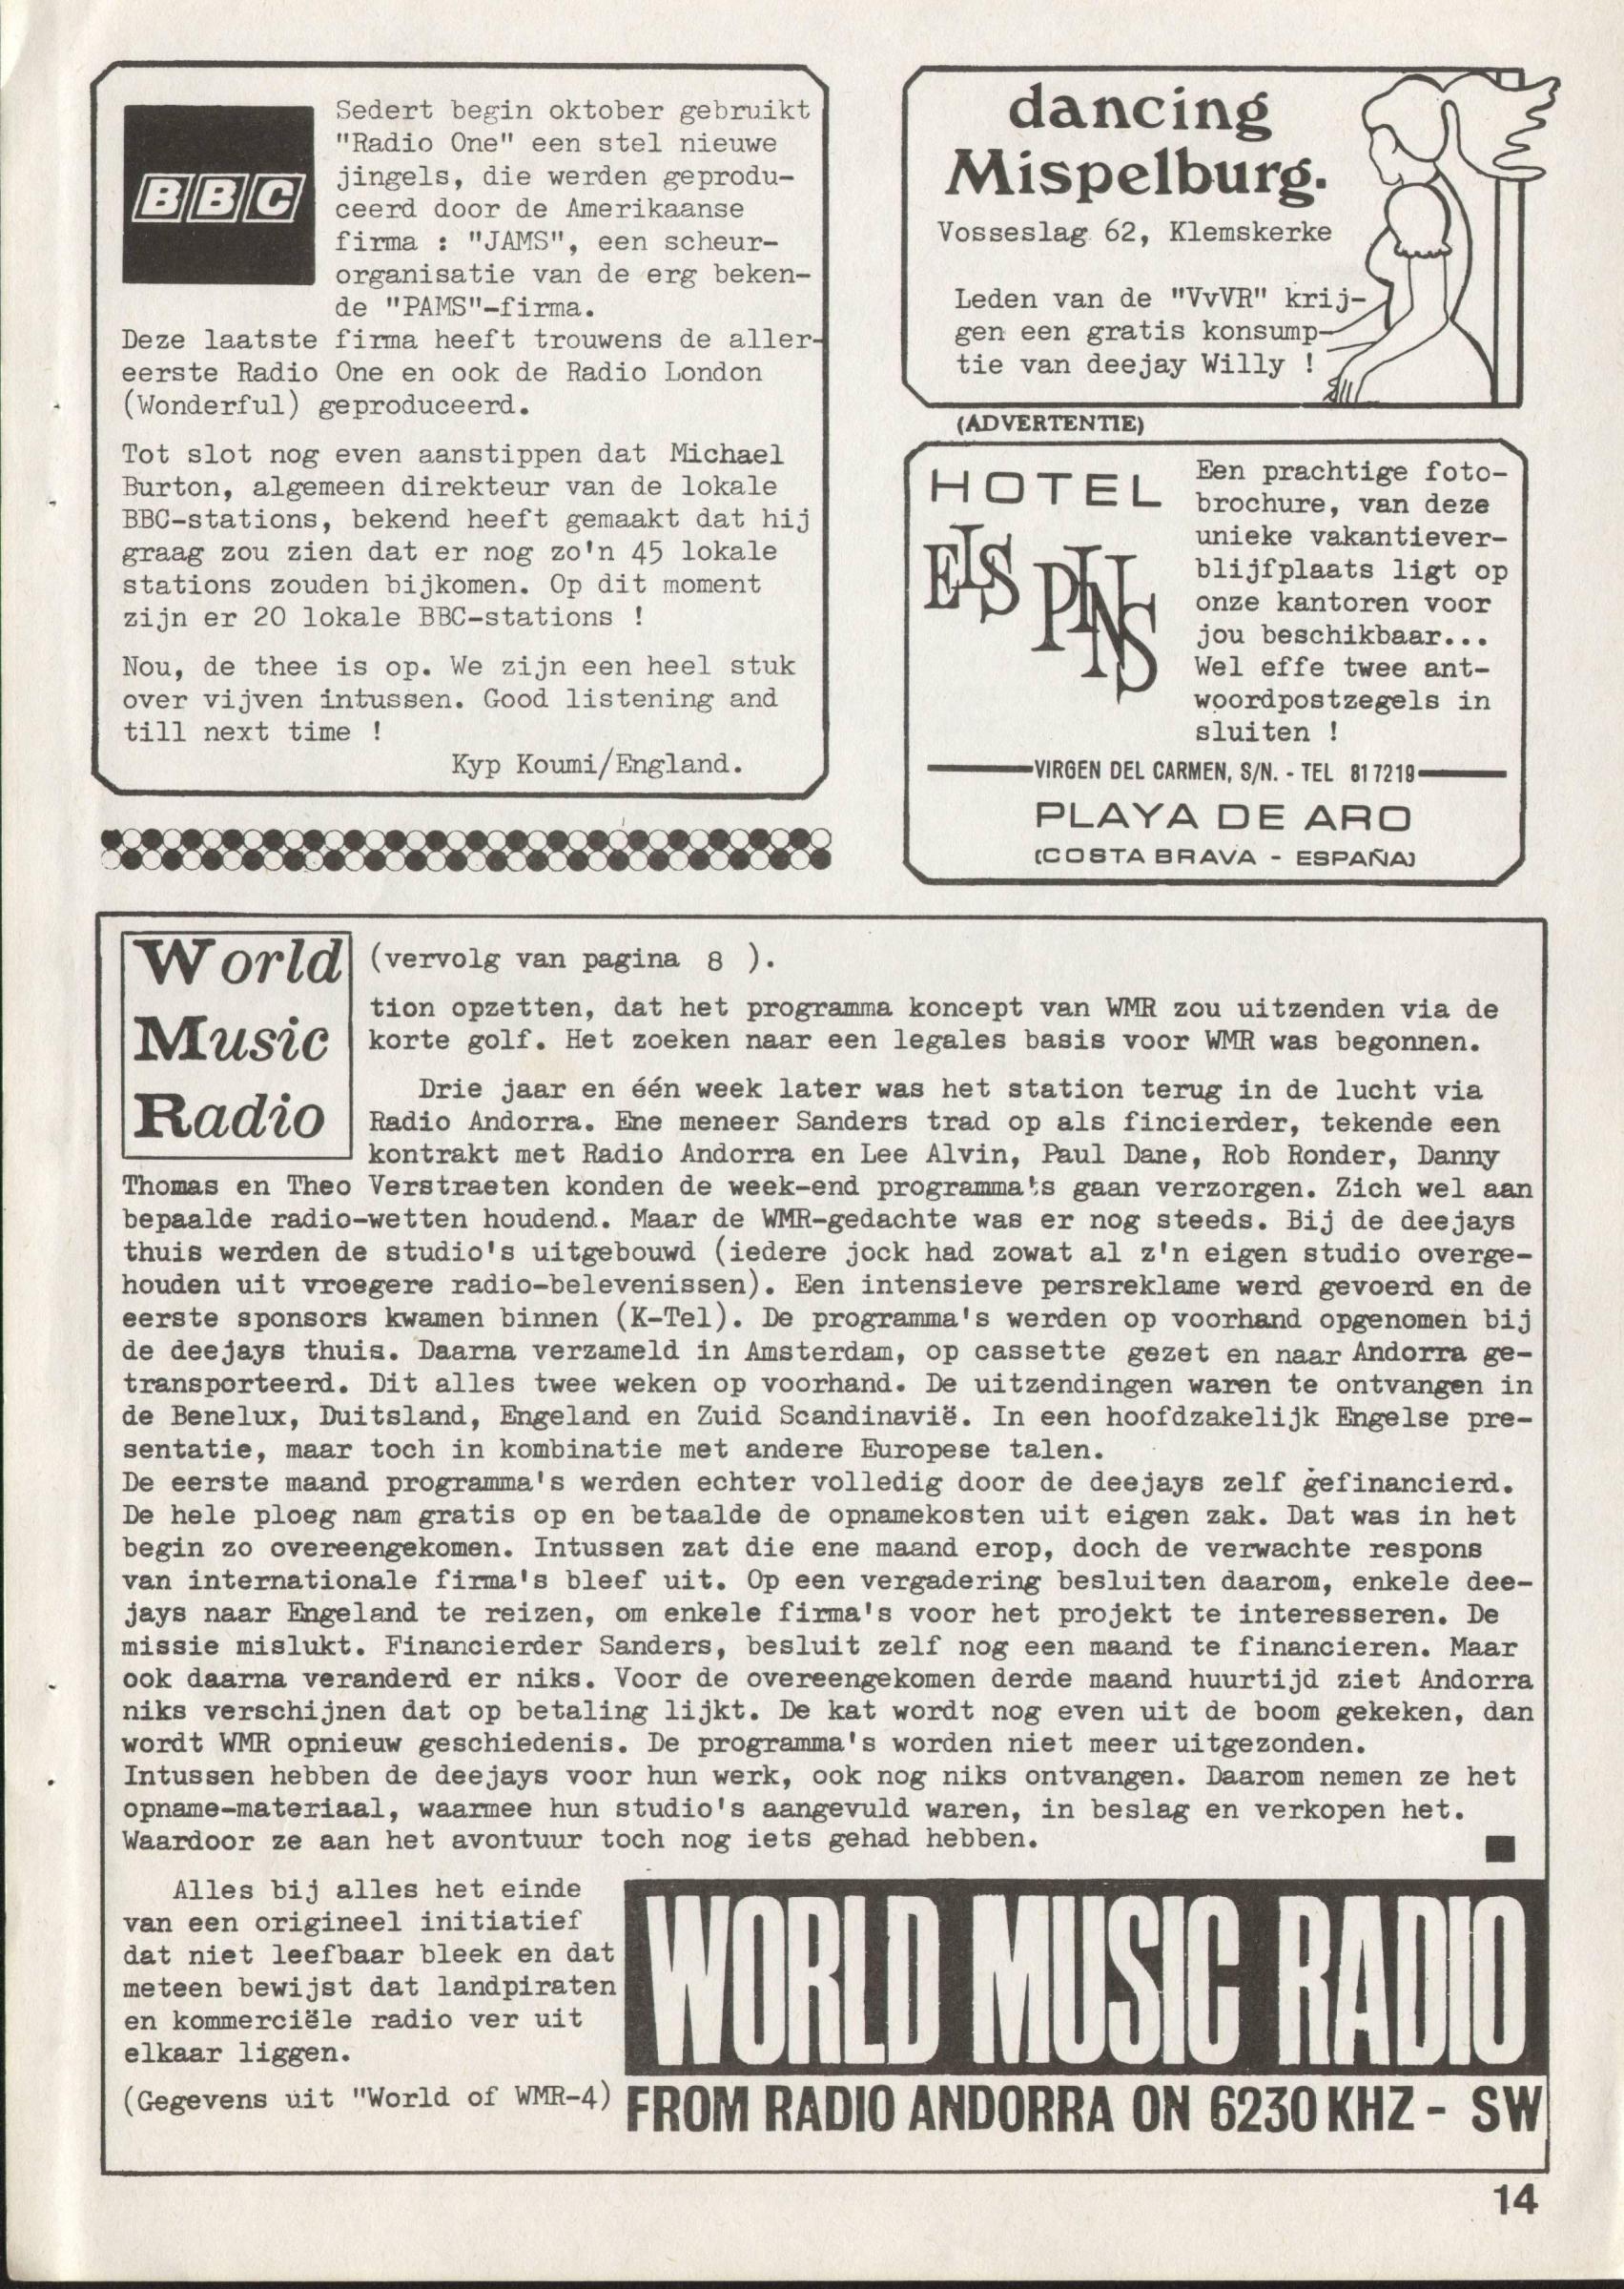 BBC
Sedert begin oktober gebruikt
"Radio One" een stel nieuwe
jingels, die werden geprodu-
ceerd door de Amerikaanse
firma : "JAMS", een scheur-
organisatie van de erg beken-
de "PAMS"-firma.
Deze laatste firma heeft trouwens de aller-
eerste Radio One en ook de Radio London
(Wonderful) geproduceerd.
Tot slot nog even aanstippen dat Michael
Burton, algemeen direkteur van de lokale
BBC-stations, bekend heeft gemaakt dat hij
graag zou zien dat er nog zo'n 45 lokale
stations zouden bijkomen. Op dit moment
zijn er 20 lokale BBC-stations !
Nou, de thee is op. We zijn een heel stuk
over vijven intussen. Good listening and
till next time !
Kyp Koumi/England.
dancing
Mispelburg.
Vosseslag 62, Klemskerke
Leden van de "VvVR" krij-
gen een gratis konsump-
tie van deejay Willy !
(ADVERTENTIE)
HOTEL
ELS PINS
Een prachtige foto-
brochure, van deze
unieke vakantiever-
blijfplaats ligt op
onze kantoren voor
jou beschikbaar...
Wel effe twee ant-
woordpostzegels in
sluiten !
VIRGEN DEL CARMEN, S/N. - TEL 817219
PLAYA DE ARO
(COSTA BRAVA - ESPAÑA)
World
Music
Radio
(vervolg van pagina 8 ).
tion opzetten, dat het programma koncept van WMR zou uitzenden via de
korte golf. Het zoeken naar een legales basis voor WMR was begonnen.
Drie jaar en één week later was het station terug in de lucht via
Radio Andorra. Ene meneer Sanders trad op als fincierder, tekende een
kontrakt met Radio Andorra en Lee Alvin, Paul Dane, Rob Ronder, Danny
Thomas en Theo Verstraeten konden de week-end programma's gaan verzorgen. Zich wel aan
bepaalde radio-wetten houdend. Maar de WMR-gedachte was er nog steeds. Bij de deejays
thuis werden de studio's uitgebouwd (iedere jock had zowat al z'n eigen studio overge-
houden uit vroegere radio-belevenissen). Een intensieve persreklame werd gevoerd en de
eerste sponsors kwamen binnen (K-Tel). De programma's werden op voorhand opgenomen bij
de deejays thuis. Daarna verzameld in Amsterdam, op cassette gezet en naar Andorra ge-
transporteerd. Dit alles twee weken op voorhand. De uitzendingen waren te ontvangen in
de Benelux, Duitsland, Engeland en Zuid Scandinavië. In een hoofdzakelijk Engelse pre-
sentatie, maar toch in kombinatie met andere Europese talen.
De eerste maand programma's werden echter volledig door de deejays zelf gefinancierd.
De hele ploeg nam gratis op en betaalde de opnamekosten uit eigen zak. Dat was in het
begin zo overeengekomen. Intussen zat die ene maand erop, doch de verwachte respons
van internationale firma's bleef uit. Op een vergadering besluiten daarom, enkele dee-
jays naar Engeland te reizen, om enkele firma's voor het projekt te interesseren. De
missie mislukt. Financierder Sanders, besluit zelf nog een maand te financieren. Maar
ook daarna veranderd er niks. Voor de overeengekomen derde maand huurtijd ziet Andorra
niks verschijnen dat op betaling lijkt. De kat wordt nog even uit de boom gekeken, dan
wordt WMR opnieuw geschiedenis. De programma's worden niet meer uitgezonden.
Intussen hebben de deejays voor hun werk, ook nog niks ontvangen. Daarom nemen ze het
opname-materiaal, waarmee hun studio's aangevuld waren, in beslag en verkopen het.
Waardoor ze aan het avontuur toch nog iets gehad hebben.
Alles bij alles het einde
van een origineel initiatief
dat niet leefbaar bleek en dat
meteen bewijst dat landpiraten
en kommerciële radio ver uit
elkaar liggen.
(Gegevens uit "World of WMR-4)
WORLD MUSIC RADIO
FROM RADIO ANDORRA ON 6230 KHZ - SW
14